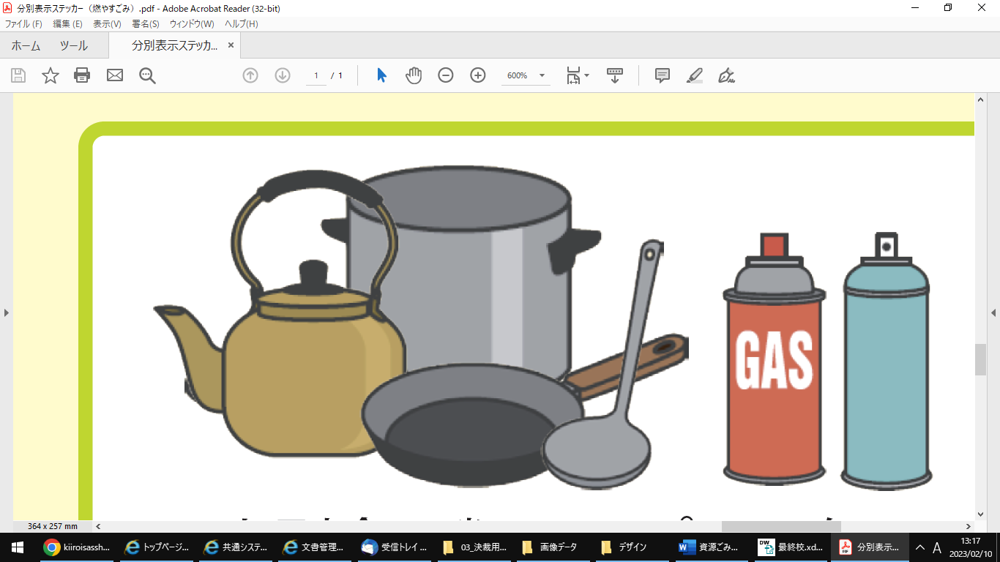 分別表示ステッカー（燃やすごみ）.pdf - Adobe Acrobat Reader (32-bit)
ファイル(F) 編集(E) 表示(V) 署名(S) ウィンドウ(W) ヘルプ(H)
ホーム ツール 分別表示ステッカ... ×
1 / 1 600%
GAS
364 x 257 mm
kiiroisassh... トップページ... 共通システ... 文書管理... 受信トレイ ... 03_決裁用... 画像データ デザイン 資源ごみ... 最終校.xd... 分別表示... A 13:17
2023/02/10